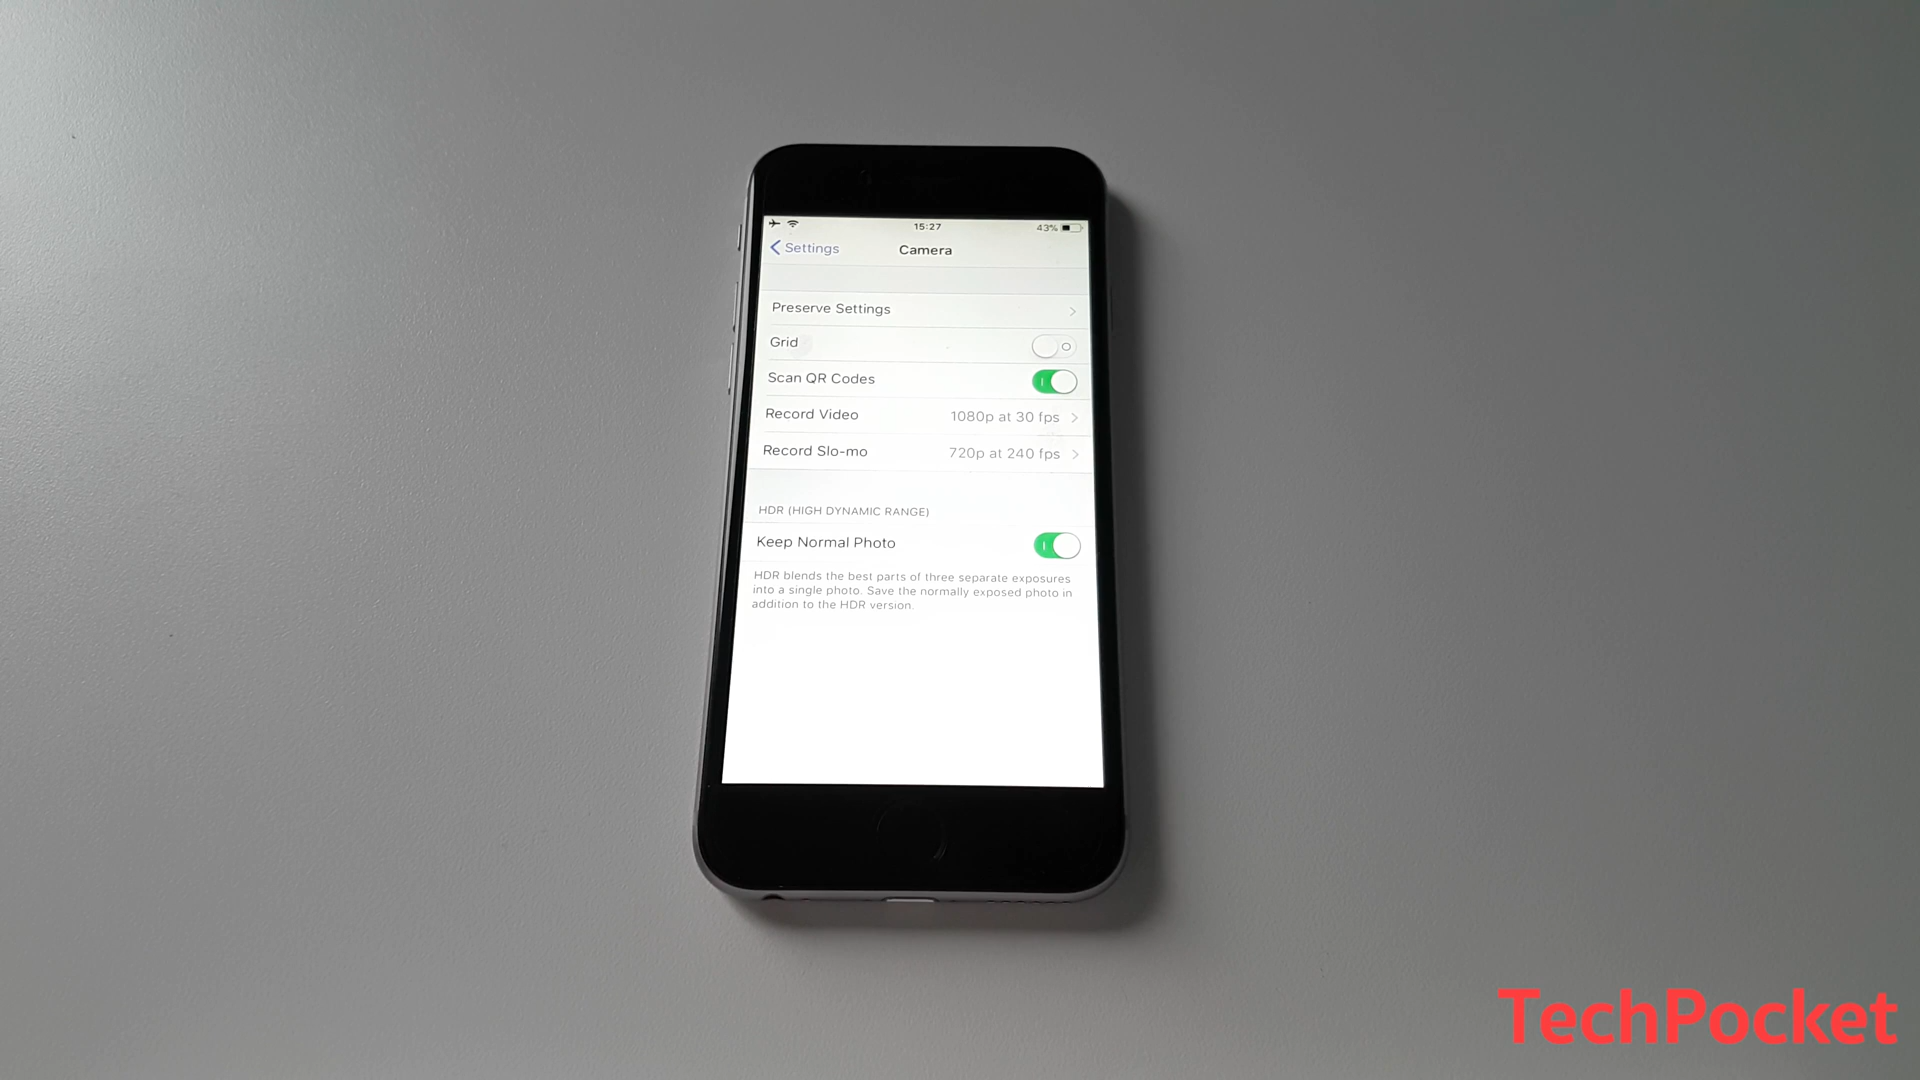 15:27
43%
Settings
Camera
Preserve Settings
Grid
Scan QR Codes
Record Video 1080p at 30 fps
Record Slo-mo 720p at 240 fps
HDR (HIGH DYNAMIC RANGE)
Keep Normal Photo
HDR blends the best parts of three separate exposures
into a single photo. Save the normally exposed photo in
addition to the HDR version.
TechPocket